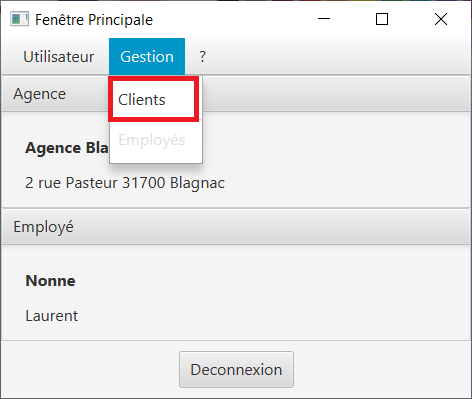 Fenêtre Principale
Utilisateur Gestion ?
Agence
Clients
Employés
Agence Bla
2 rue Pasteur 31700 Blagnac
Employé
Nonne
Laurent
Deconnexion